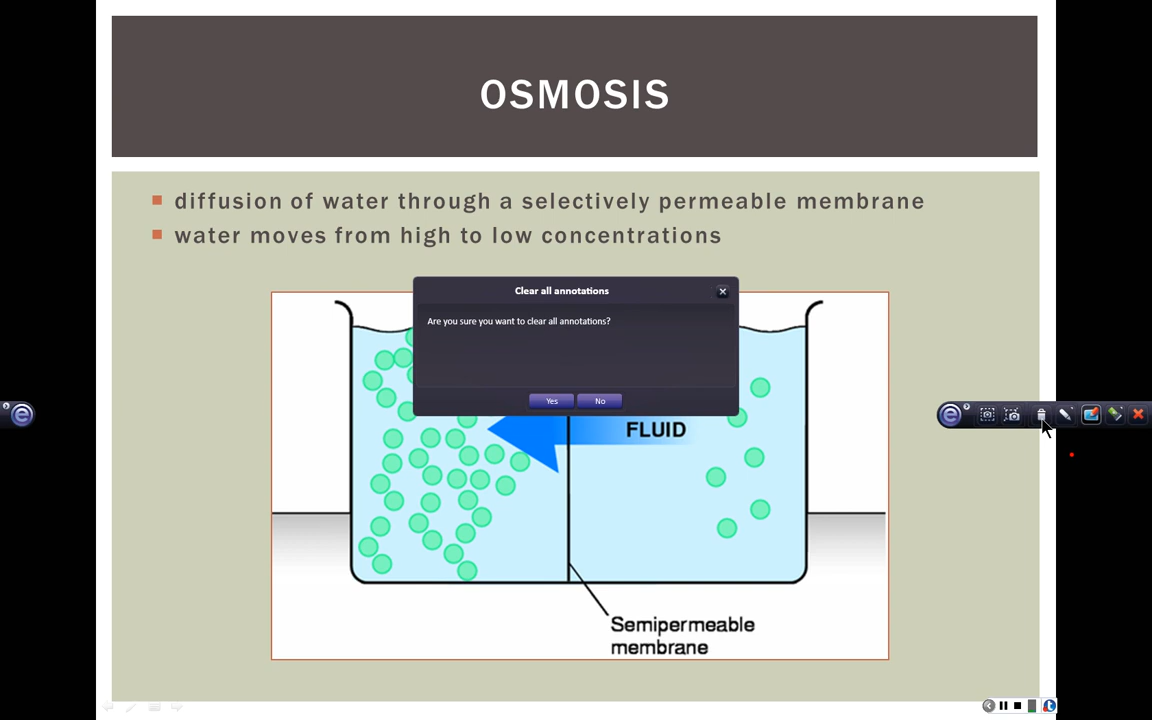 OSMOSIS
diffusion of water through a selectively permeable membrane
water moves from high to low concentrations
Clear all annotations
Are you sure you want to clear all annotations?
Yes No
FLUID
Semipermeable
membrane